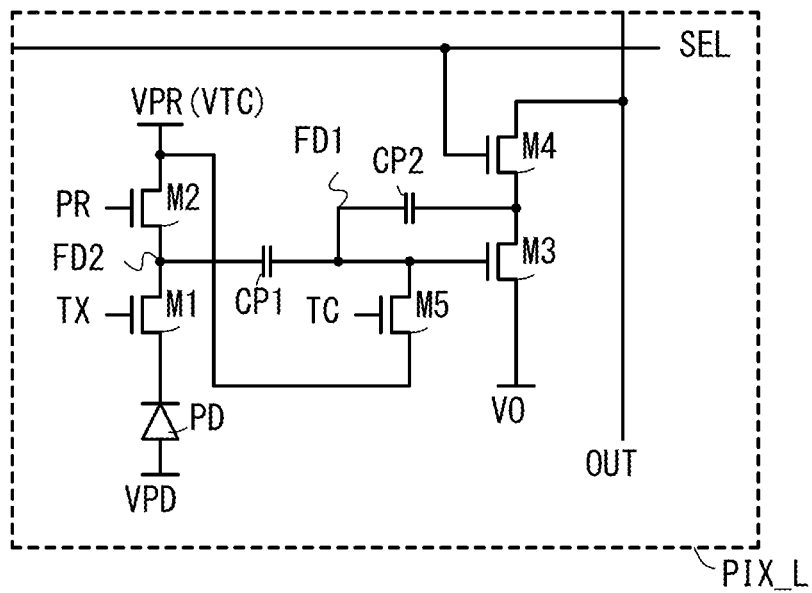 SEL
VPR(VTC)
FD1
CP2
M4
PR
M2
FD2
M3
CP1
TX
M1
TC
M5
PD
VO
VPD
OUT
PIX_L